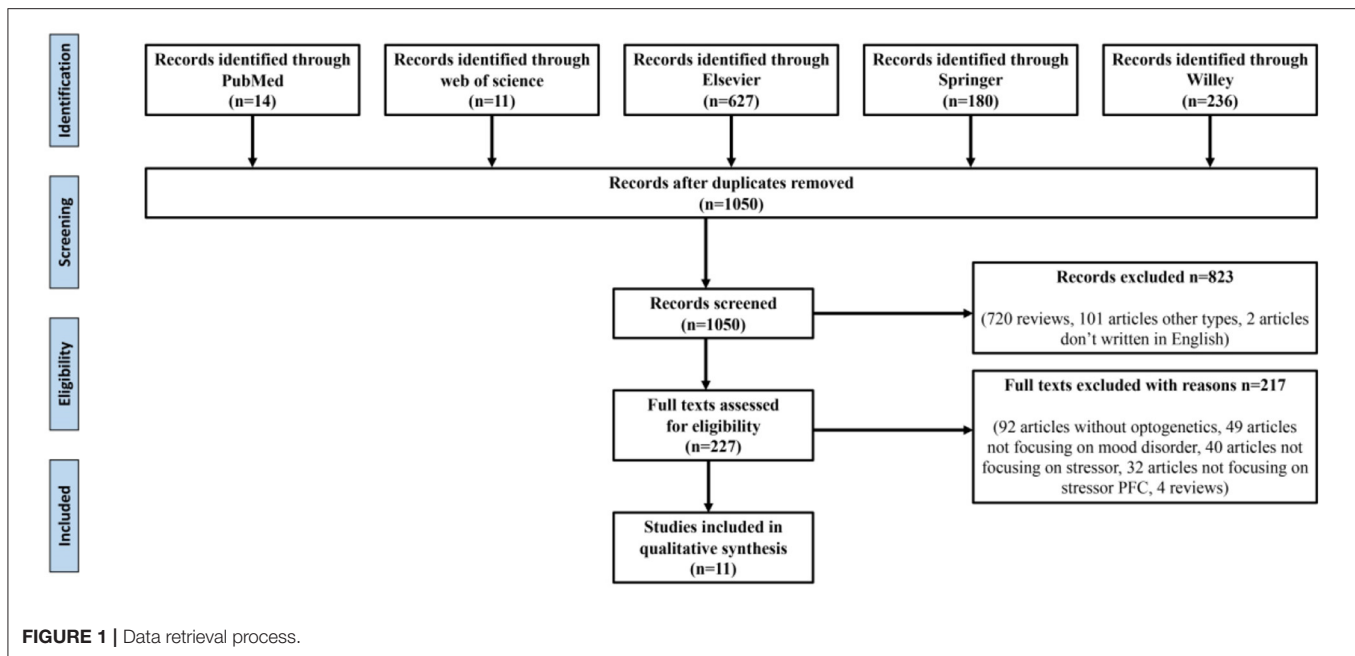 Identification
Records identified through
PubMed
(n=14)
Records identified through
web of science
(n=11)
Records identified through
Elsevier
(n=627)
Records identified through
Springer
(n=180)
Records identified through
Willey
(n=236)
Screening
Records after duplicates removed
(n=1050)
Records screened
(n=1050)
Records excluded n=823
(720 reviews, 101 articles other types, 2 articles
don't written in English)
Eligibility
Full texts assessed
for eligibility
(n=227)
Full texts excluded with reasons n=217
(92 articles without optogenetics, 49 articles
not focusing on mood disorder, 40 articles not
focusing on stressor, 32 articles not focusing on
stressor PFC, 4 reviews)
Included
Studies included in
qualitative synthesis
(n=11)
FIGURE 1 | Data retrieval process.